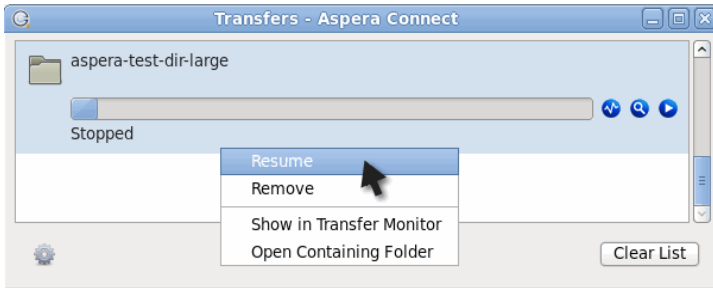 Transfers - Aspera Connect
aspera-test-dir-large
Stopped
Resume
Remove
Show in Transfer Monitor
Open Containing Folder
Clear List